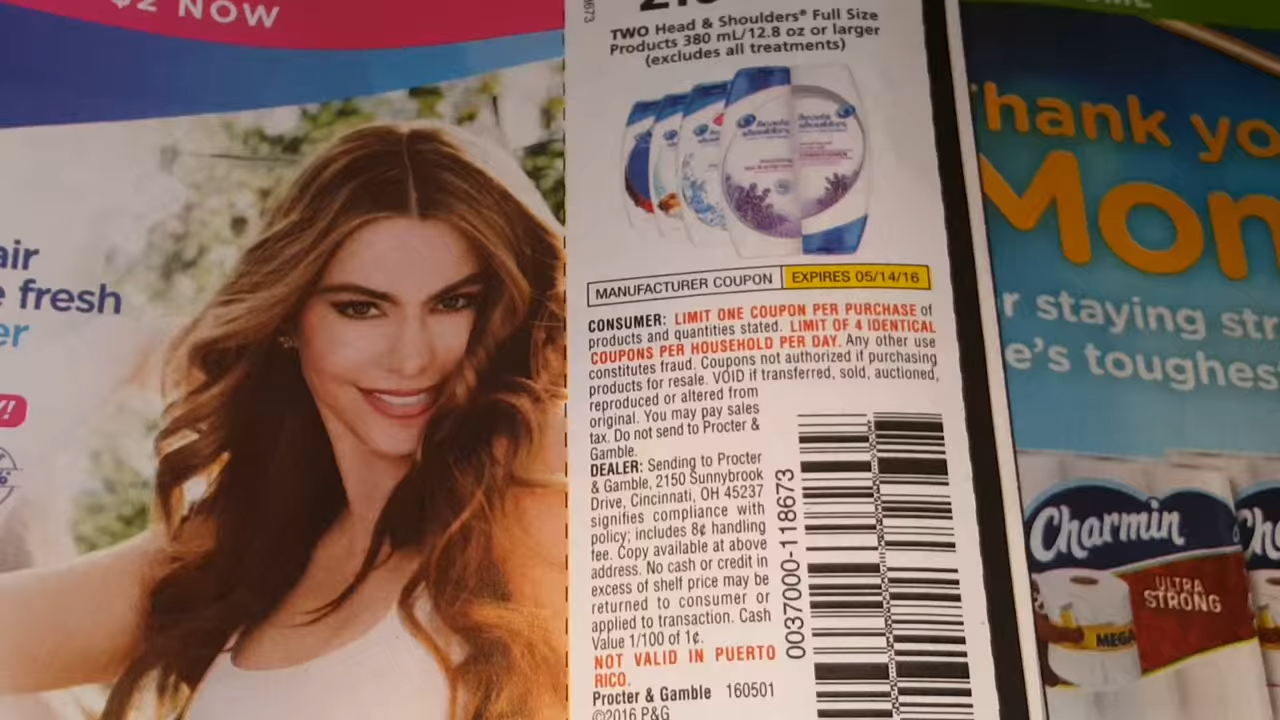 $2 NOW
air
fresh
er
TWO Head & Shoulders® Full Size
Products 380 mL/12.8 oz or larger
(excludes all treatments)
MANUFACTURER COUPON
EXPIRES 05/14/16
CONSUMER: LIMIT ONE COUPON PER PURCHASE of
products and quantities stated. LIMIT OF 4 IDENTICAL
COUPONS PER HOUSEHOLD PER DAY. Any other use
constitutes fraud. Coupons not authorized if purchasing
products for resale. VOID if transferred, sold, auctioned,
reproduced or altered from
original. You may pay sales
tax. Do not send to Procter &
Gamble.
DEALER: Sending to Procter
& Gamble, 2150 Sunnybrook
Drive, Cincinnati, OH 45237
signifies compliance with
policy; includes 8¢ handling
fee. Copy available at above
address. No cash or credit in
excess of shelf price may be
returned to consumer or
applied to transaction. Cash
Value 1/100 of 1¢.
NOT VALID IN PUERTO
RICO.
Procter & Gamble 160501
©2016 P&G
0037000-118673
hank yo
Mom
r staying str
e's toughes
Charmin
ULTRA
STRONG
MEGA